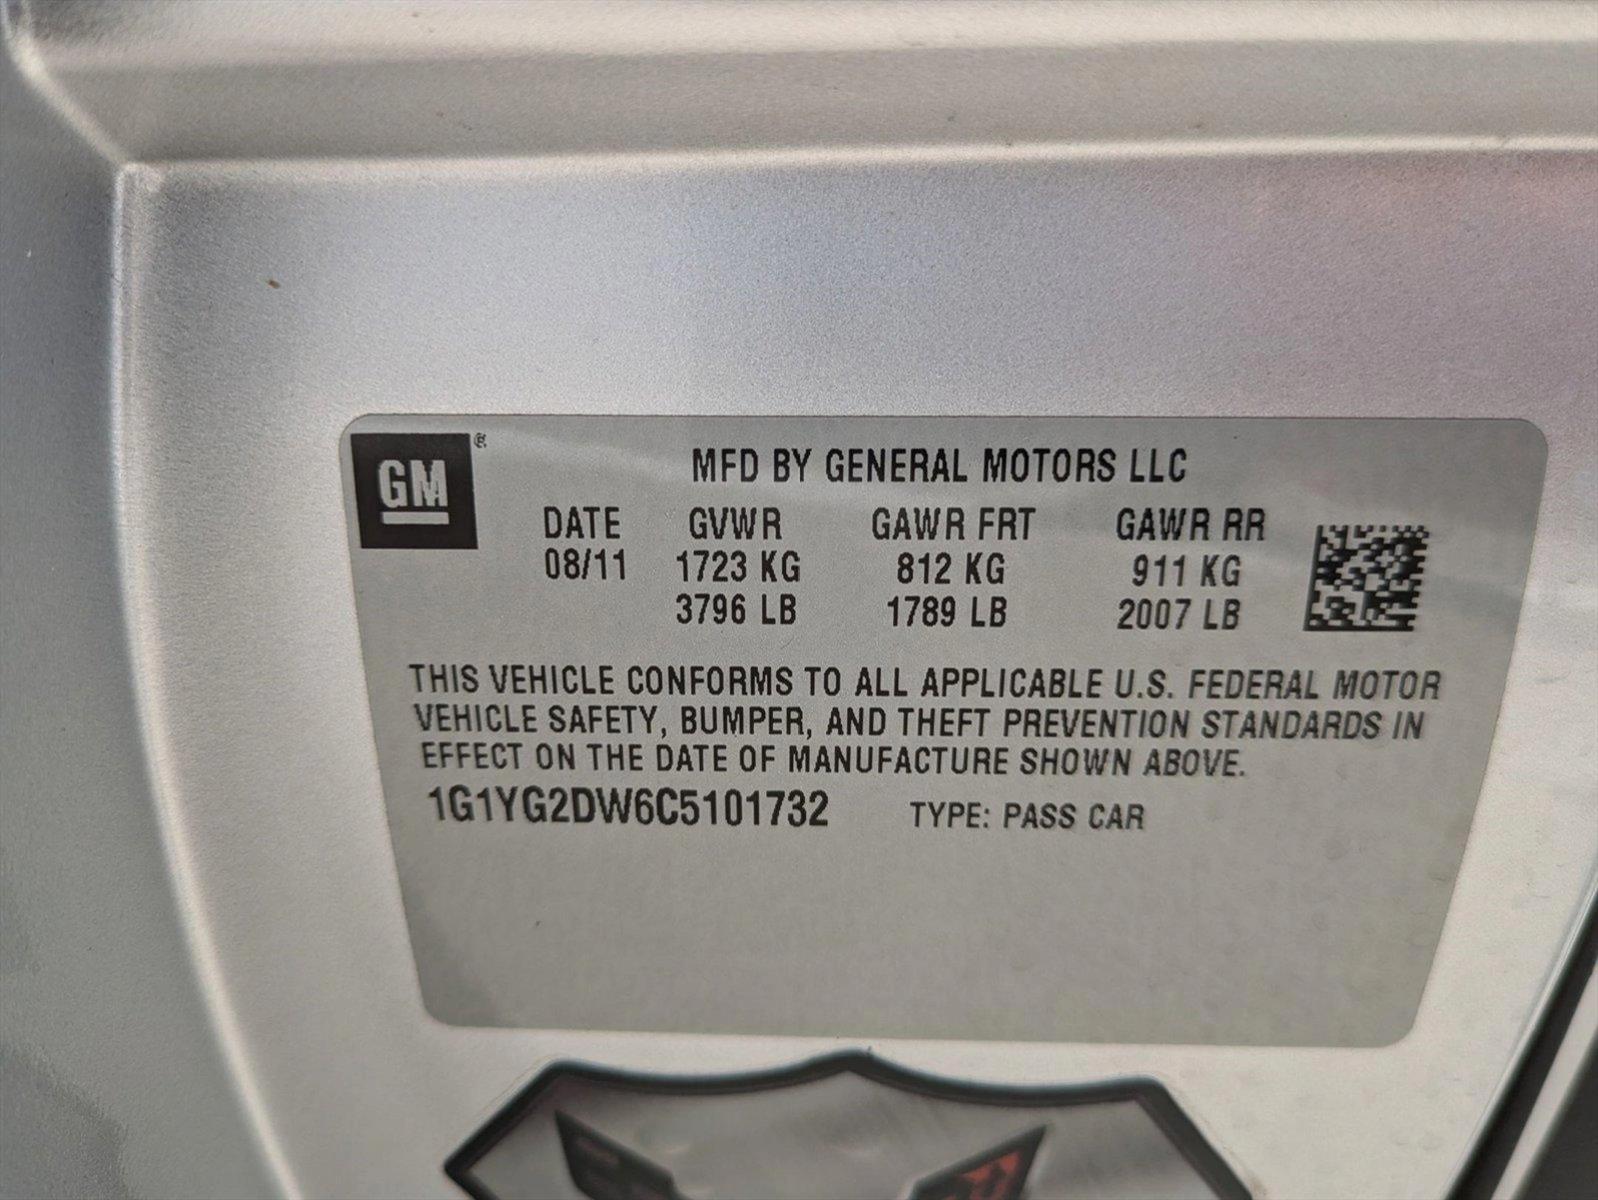 GM ®
MFD BY GENERAL MOTORS LLC
DATE GVWR GAWR FRT GAWR RR
08/11 1723 KG 812 KG 911 KG
3796 LB 1789 LB 2007 LB
THIS VEHICLE CONFORMS TO ALL APPLICABLE U.S. FEDERAL MOTOR
VEHICLE SAFETY, BUMPER, AND THEFT PREVENTION STANDARDS IN
EFFECT ON THE DATE OF MANUFACTURE SHOWN ABOVE.
1G1YG2DW6C5101732 TYPE: PASS CAR